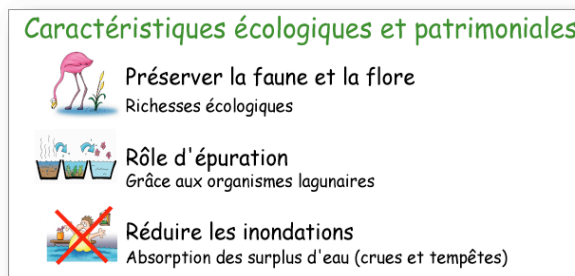 Caractéristiques écologiques et patrimoniales
Préserver la faune et la flore
Richesses écologiques
Rôle d'épuration
Grâce aux organismes lagunaires
Réduire les inondations
Absorption des surplus d'eau (crues et tempêtes)